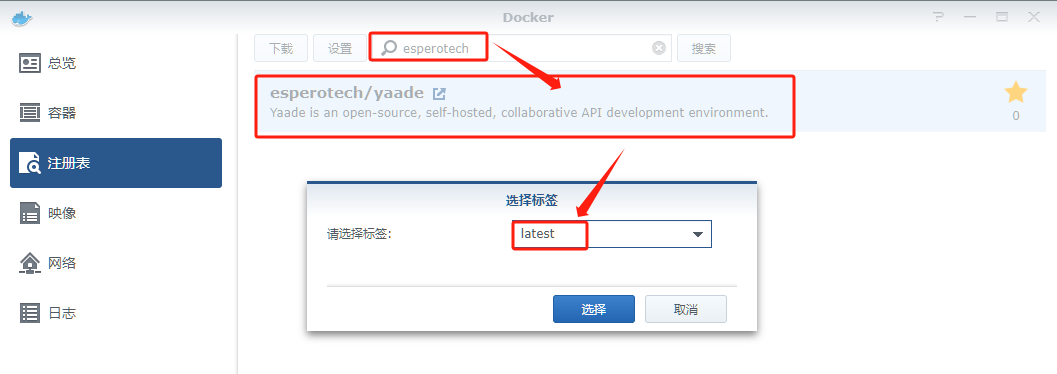 Docker
总览
容器
注册表
映像
网络
日志
下载 设置 esperotech 搜索
esperotech/yaade
Yaade is an open-source, self-hosted, collaborative API development environment.
0
选择标签
请选择标签: latest
选择 取消